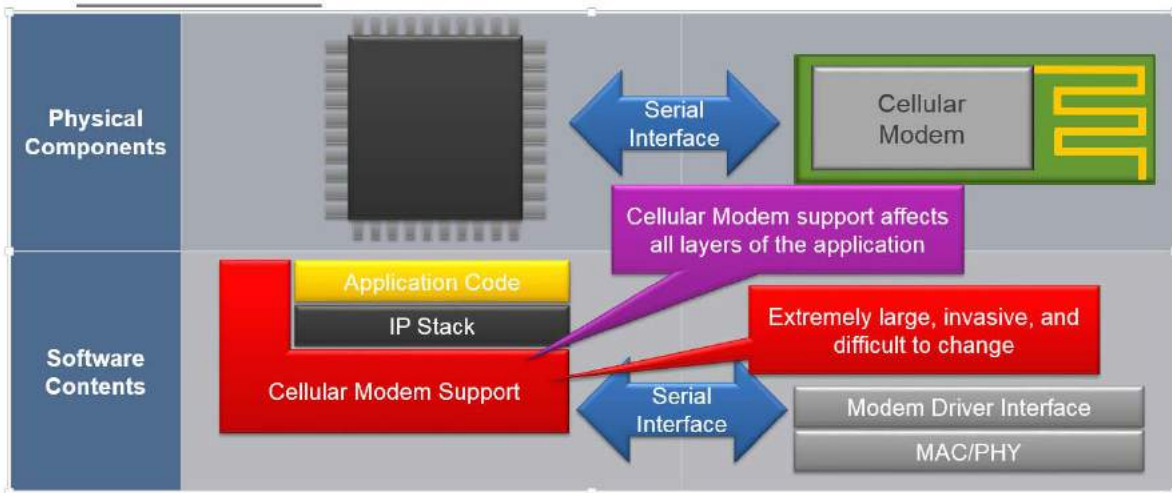 Physical
Components
Serial
Interface
Cellular
Modem
Cellular Modem support affects
all layers of the application
Software
Contents
Application Code
IP Stack
Cellular Modem Support
Extremely large, invasive, and
difficult to change
Serial
Interface
Modem Driver Interface
MAC/PHY